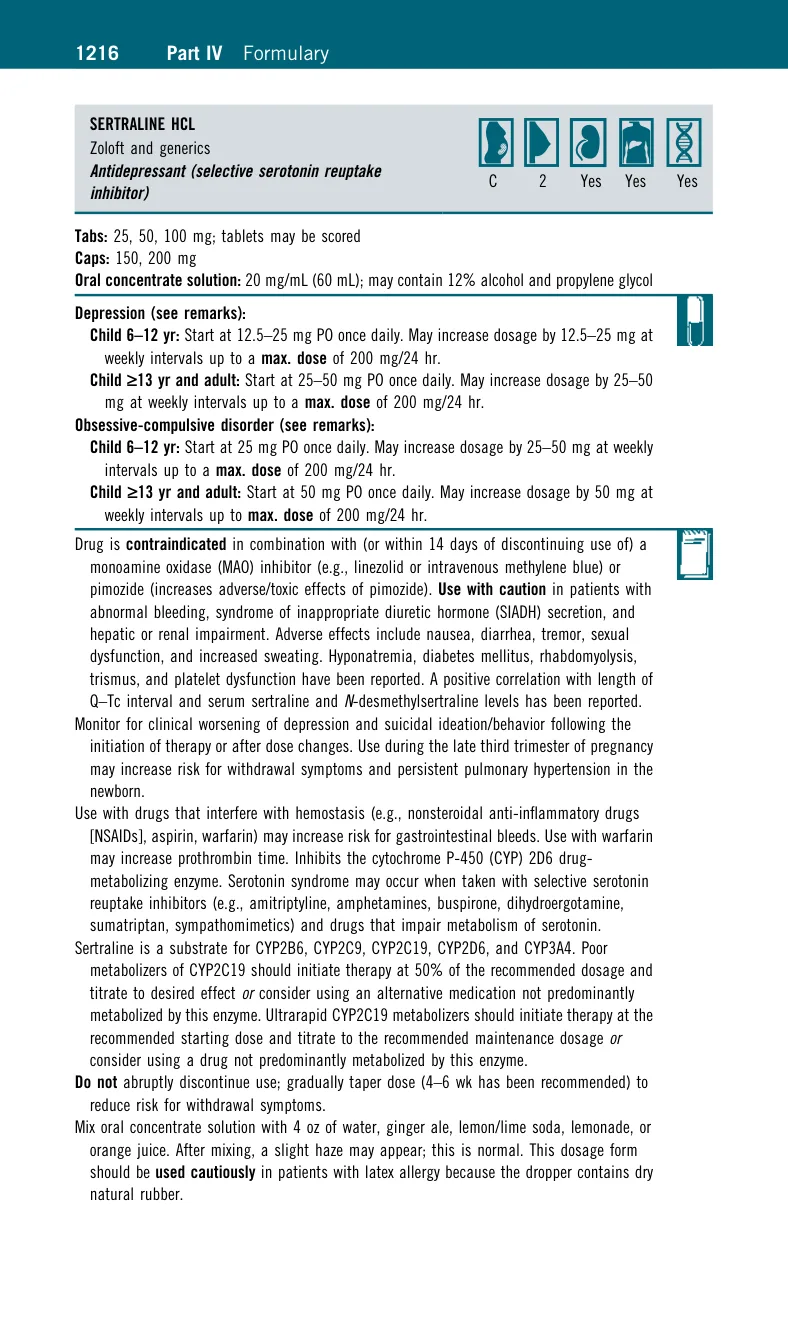 1216 Part IV Formulary
SERTRALINE HCL
Zoloft and generics
Antidepressant (selective serotonin reuptake
inhibitor)
C 2 Yes Yes Yes
Tabs: 25, 50, 100 mg; tablets may be scored
Caps: 150, 200 mg
Oral concentrate solution: 20 mg/mL (60 mL); may contain 12% alcohol and propylene glycol
Depression (see remarks):
Child 6–12 yr: Start at 12.5–25 mg PO once daily. May increase dosage by 12.5–25 mg at
weekly intervals up to a max. dose of 200 mg/24 hr.
Child ≥13 yr and adult: Start at 25–50 mg PO once daily. May increase dosage by 25–50
mg at weekly intervals up to a max. dose of 200 mg/24 hr.
Obsessive-compulsive disorder (see remarks):
Child 6–12 yr: Start at 25 mg PO once daily. May increase dosage by 25–50 mg at weekly
intervals up to a max. dose of 200 mg/24 hr.
Child ≥13 yr and adult: Start at 50 mg PO once daily. May increase dosage by 50 mg at
weekly intervals up to max. dose of 200 mg/24 hr.
Drug is contraindicated in combination with (or within 14 days of discontinuing use of) a
monoamine oxidase (MAO) inhibitor (e.g., linezolid or intravenous methylene blue) or
pimozide (increases adverse/toxic effects of pimozide). Use with caution in patients with
abnormal bleeding, syndrome of inappropriate diuretic hormone (SIADH) secretion, and
hepatic or renal impairment. Adverse effects include nausea, diarrhea, tremor, sexual
dysfunction, and increased sweating. Hyponatremia, diabetes mellitus, rhabdomyolysis,
trismus, and platelet dysfunction have been reported. A positive correlation with length of
Q–Tc interval and serum sertraline and N-desmethylsertraline levels has been reported.
Monitor for clinical worsening of depression and suicidal ideation/behavior following the
initiation of therapy or after dose changes. Use during the late third trimester of pregnancy
may increase risk for withdrawal symptoms and persistent pulmonary hypertension in the
newborn.
Use with drugs that interfere with hemostasis (e.g., nonsteroidal anti-inflammatory drugs
[NSAIDs], aspirin, warfarin) may increase risk for gastrointestinal bleeds. Use with warfarin
may increase prothrombin time. Inhibits the cytochrome P-450 (CYP) 2D6 drug-
metabolizing enzyme. Serotonin syndrome may occur when taken with selective serotonin
reuptake inhibitors (e.g., amitriptyline, amphetamines, buspirone, dihydroergotamine,
sumatriptan, sympathomimetics) and drugs that impair metabolism of serotonin.
Sertraline is a substrate for CYP2B6, CYP2C9, CYP2C19, CYP2D6, and CYP3A4. Poor
metabolizers of CYP2C19 should initiate therapy at 50% of the recommended dosage and
titrate to desired effect or consider using an alternative medication not predominantly
metabolized by this enzyme. Ultrarapid CYP2C19 metabolizers should initiate therapy at the
recommended starting dose and titrate to the recommended maintenance dosage or
consider using a drug not predominantly metabolized by this enzyme.
Do not abruptly discontinue use; gradually taper dose (4–6 wk has been recommended) to
reduce risk for withdrawal symptoms.
Mix oral concentrate solution with 4 oz of water, ginger ale, lemon/lime soda, lemonade, or
orange juice. After mixing, a slight haze may appear; this is normal. This dosage form
should be used cautiously in patients with latex allergy because the dropper contains dry
natural rubber.